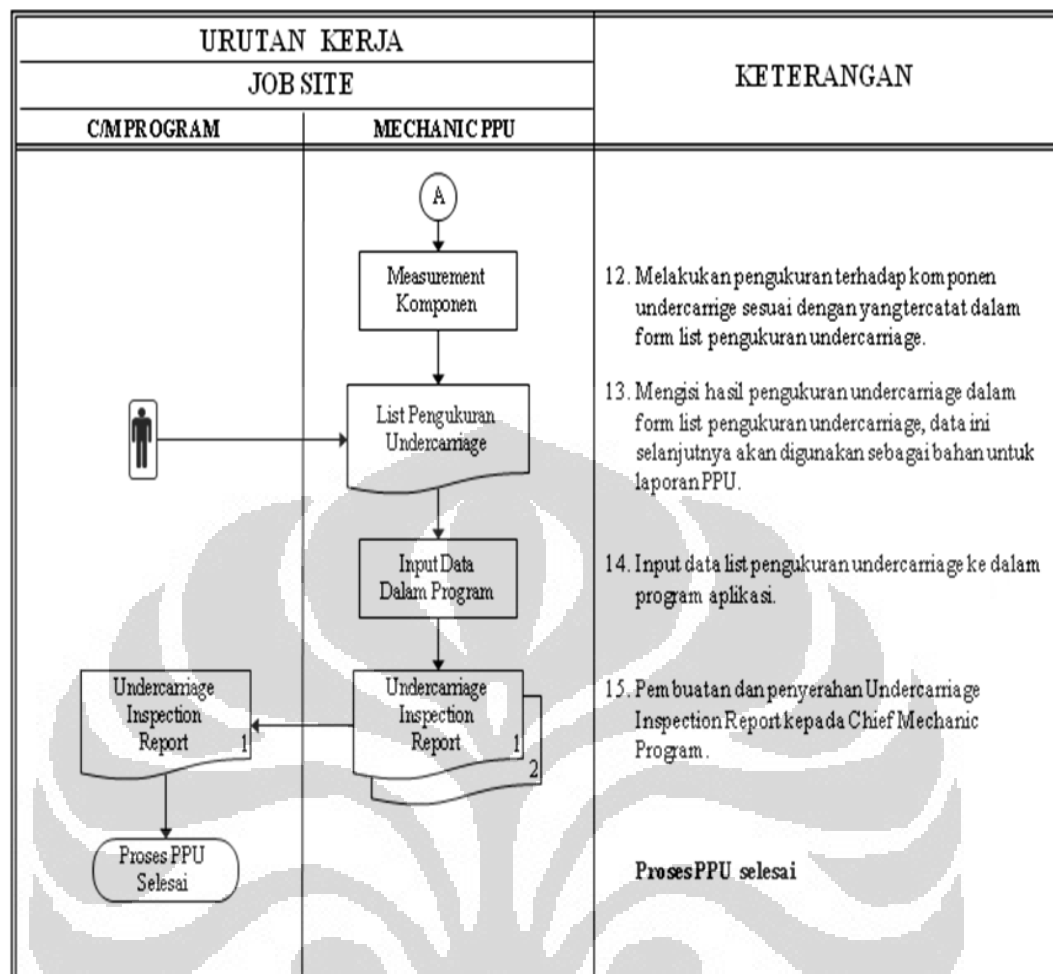 URUTAN KERJA
JOB SITE
KETERANGAN
C/M PROGRAM
MECHANIC PPU
A
Measurement
Komponen
12. Melakukan pengukuran terhadap komponen
undercarrige sesuai dengan yang tercatat dalam
form list pengukuran undercarriage.
List Pengukuran
Undercarriage
13. Mengisi hasil pengukuran undercarriage dalam
form list pengukuran undercarriage, data ini
selanjutnya akan digunakan sebagai bahan untuk
laporan PPU.
Input Data
Dalam Program
14. Input data list pengukuran undercarriage ke dalam
program aplikasi.
Undercarriage
Inspection
Report
1
Undercarriage
Inspection
Report
1
2
15. Pembuatan dan penyerahan Undercarriage
Inspection Report kepada Chief Mechanic
Program.
Proses PPU
Selesai
Proses PPU selesai